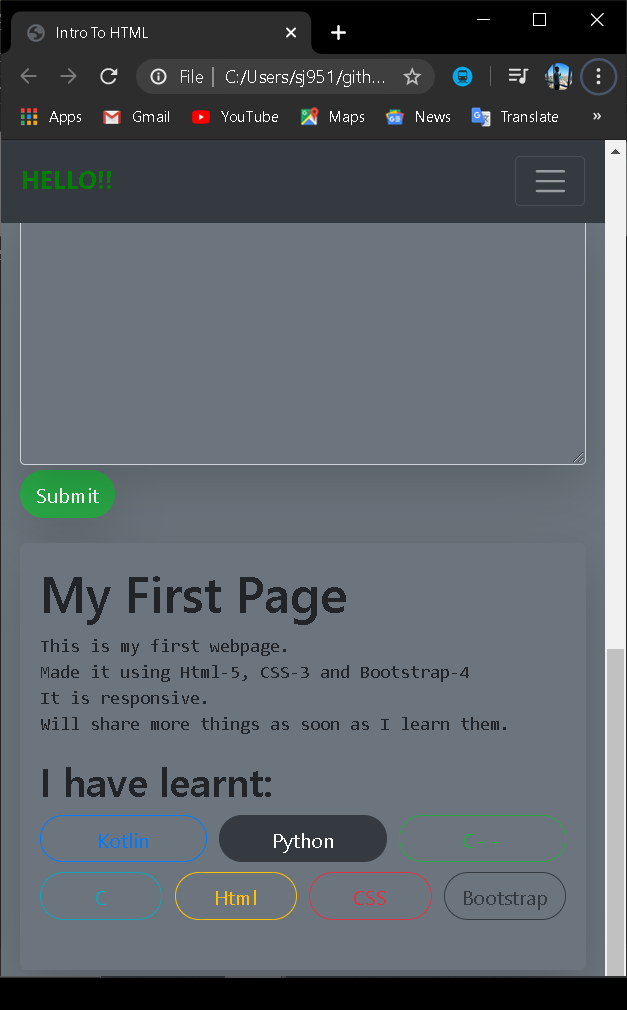 Intro To HTML
File | C:/Users/sj951/gith...
Apps Gmail YouTube Maps News Translate »
HELLO!!
Submit
My First Page
This is my first webpage.
Made it using Html-5, CSS-3 and Bootstrap-4
It is responsive.
Will share more things as soon as I learn them.
I have learnt:
Kotlin Python C++
C Html CSS Bootstrap